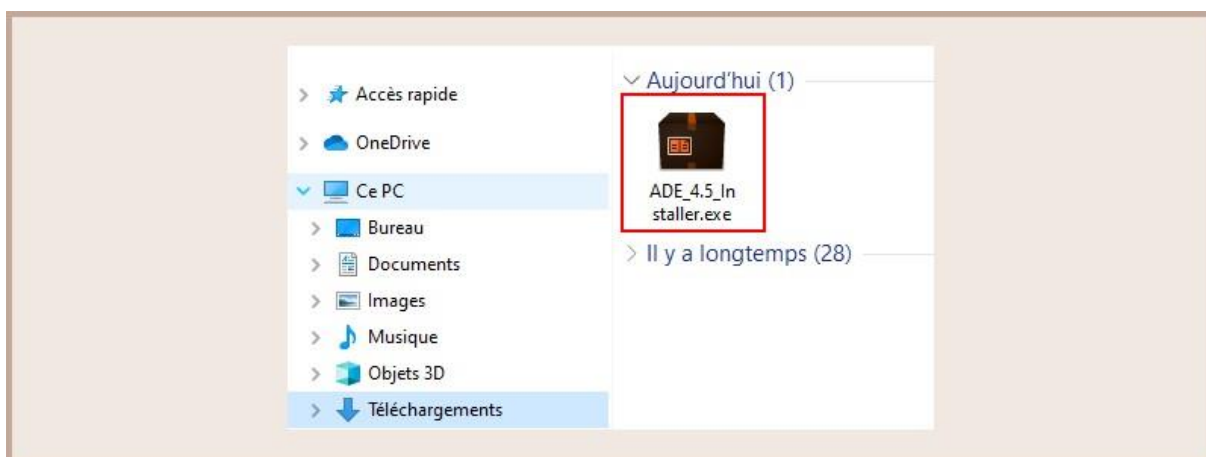 Accès rapide
OneDrive
Ce PC
Bureau
Documents
Images
Musique
Objets 3D
Téléchargements
Aujourd'hui (1)
ADE_4.5_In
staller.exe
Il y a longtemps (28)